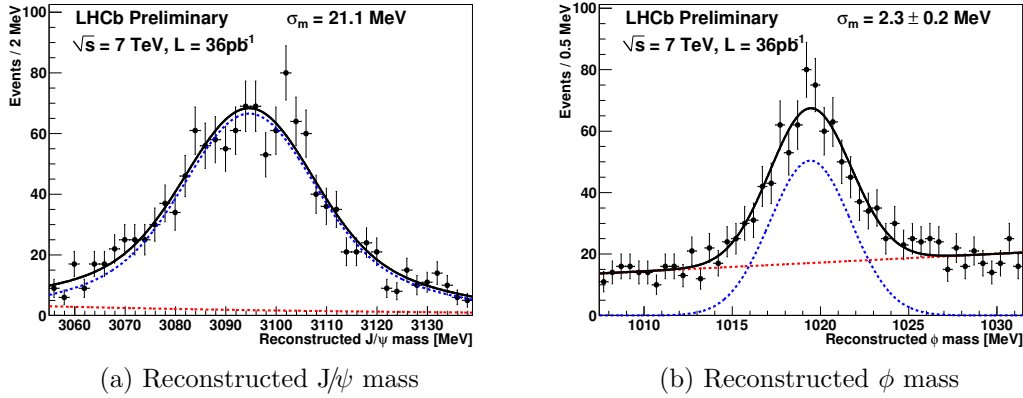 LHCb Preliminary σm = 21.1 MeV
√s = 7 TeV, L = 36pb-1
Events / 2 MeV
100
80
60
40
20
0
3060 3070 3080 3090 3100 3110 3120 3130
Reconstructed J/ψ mass [MeV]
(a) Reconstructed J/ψ mass
LHCb Preliminary σm = 2.3 ± 0.2 MeV
√s = 7 TeV, L = 36pb-1
Events / 0.5 MeV
100
80
60
40
20
0
1010 1015 1020 1025 1030
Reconstructed ϕ mass [MeV]
(b) Reconstructed ϕ mass